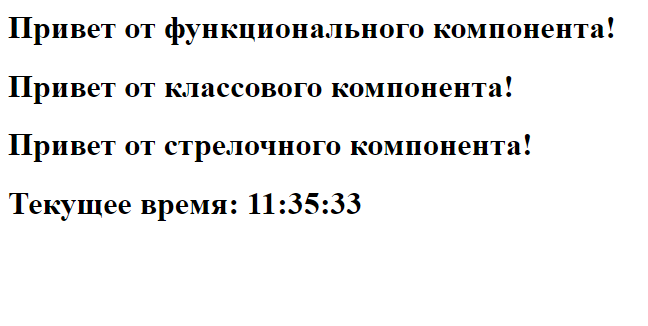 Привет от функционального компонента!
Привет от классового компонента!
Привет от стрелочного компонента!
Текущее время: 11:35:33